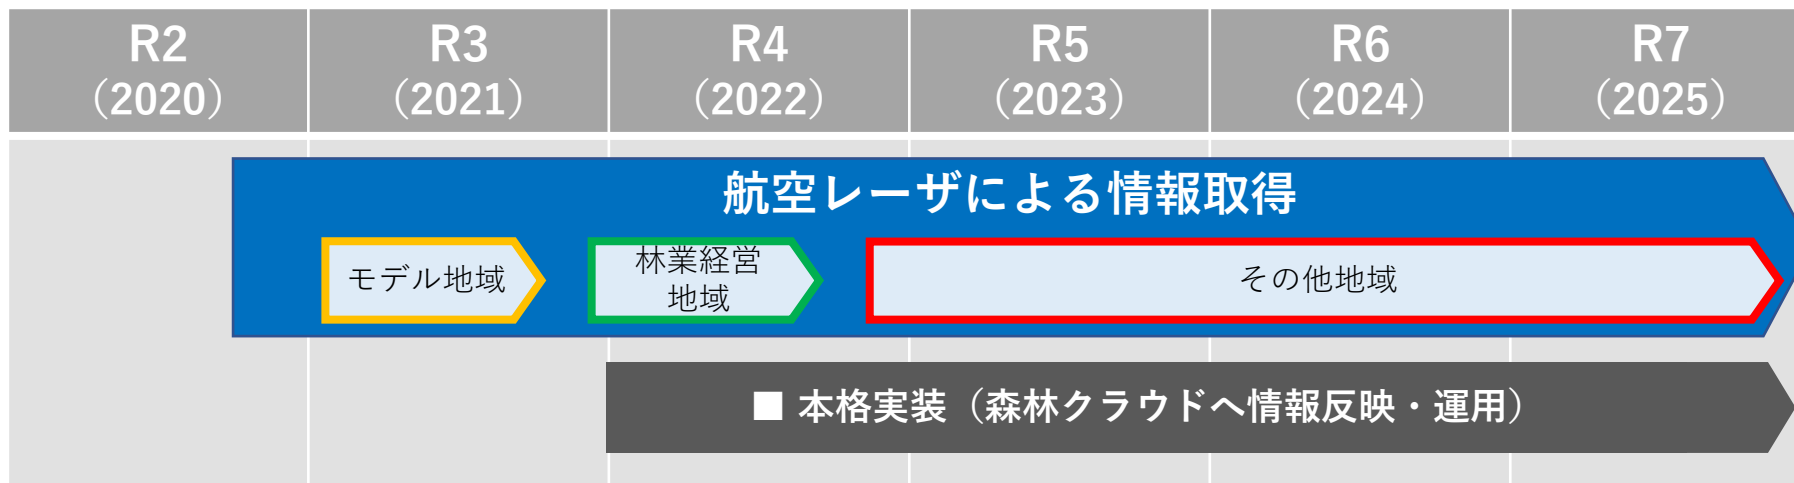 R2
（2020）
R3
（2021）
R4
（2022）
R5
（2023）
R6
（2024）
R7
（2025）
航空レーザによる情報取得
モデル地域
林業経営
地域
その他地域
■ 本格実装（森林クラウドへ情報反映・運用）